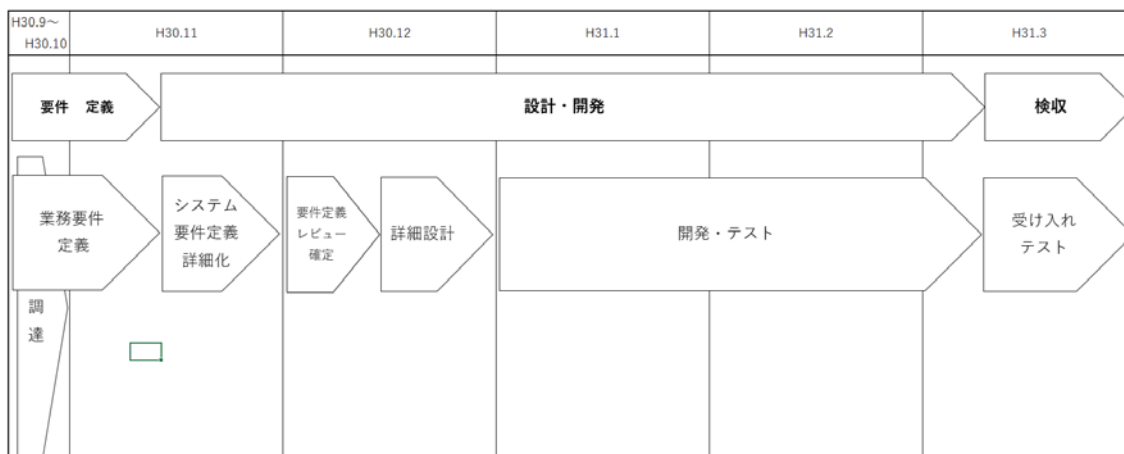 H30.9～
H30.10
H30.11
H30.12
H31.1
H31.2
H31.3
要件　定義
設計・開発
検収
業務要件
定義
システム
要件定義
詳細化
要件定義
レビュー
確定
詳細設計
開発・テスト
受け入れ
テスト
調
達